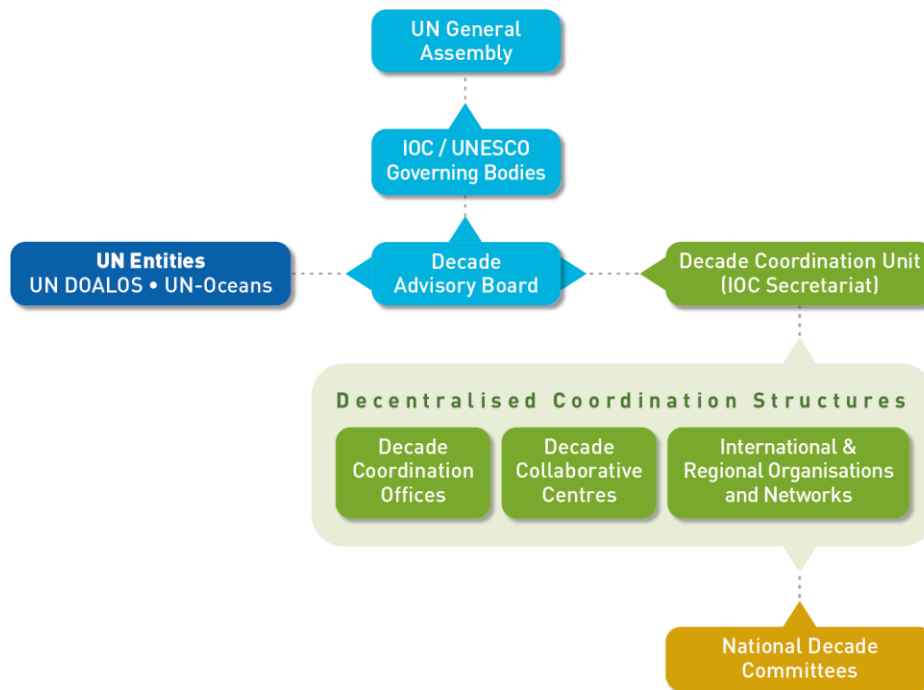 UN General
Assembly
IOC / UNESCO
Governing Bodies
UN Entities
UN DOALOS • UN-Oceans
Decade
Advisory Board
Decade Coordination Unit
(IOC Secretariat)
Decentralised Coordination Structures
Decade
Coordination
Offices
Decade
Collaborative
Centres
International &
Regional Organisations
and Networks
National Decade
Committees